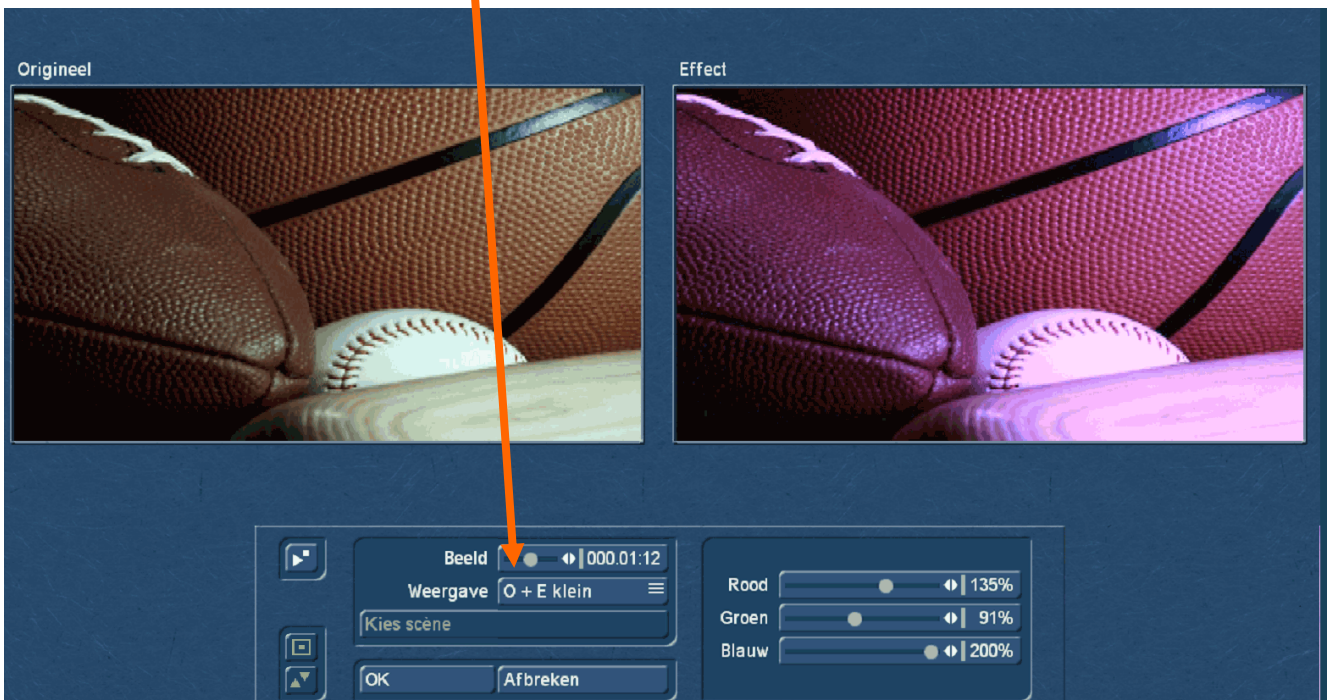 Origineel
Effect
Beeld 000.01:12
Weergave O + E klein
Kies scène
OK Afbreken
Rood 135%
Groen 91%
Blauw 200%